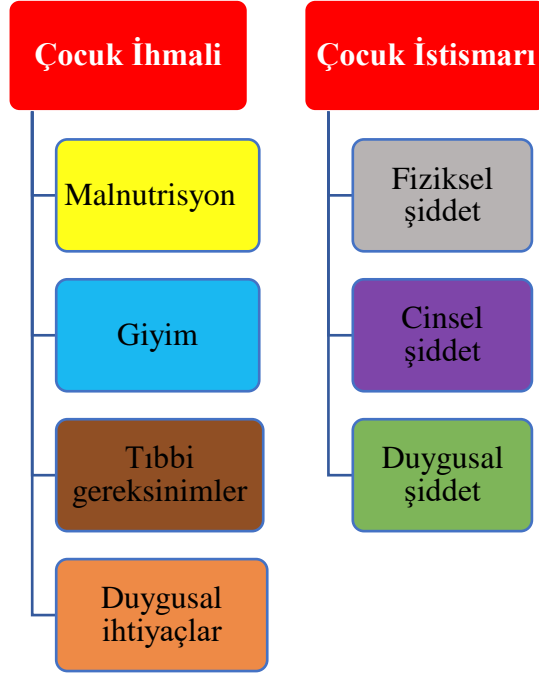 Çocuk İhmali
Malnutrisyon
Giyim
Tıbbi
gereksinimler
Duygusal
ihtiyaçlar
Çocuk İstismarı
Fiziksel
şiddet
Cinsel
şiddet
Duygusal
şiddet